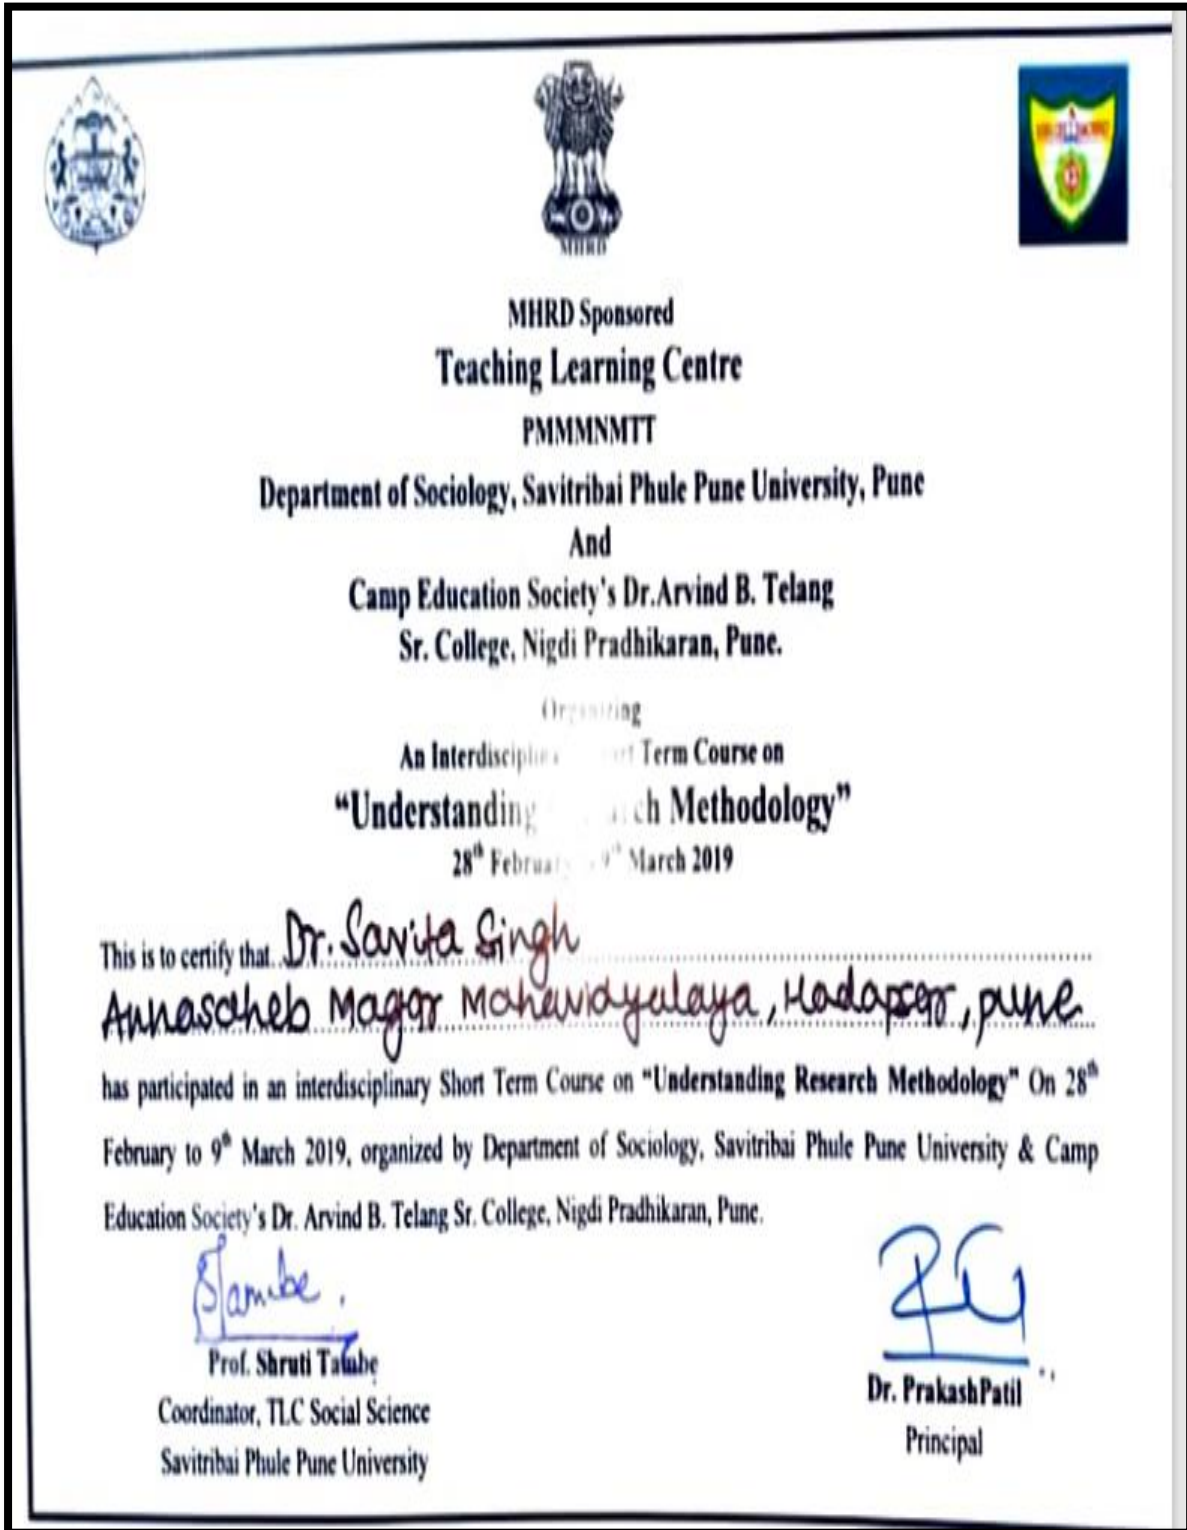 MHRD
MHRD Sponsored
Teaching Learning Centre
PMMMNMTT
Department of Sociology, Savitribai Phule Pune University, Pune
And
Camp Education Society's Dr.Arvind B. Telang
Sr. College, Nigdi Pradhikaran, Pune.
Organizing
An Term Course on
“Understanding Methodology”
28th 9th March 2019
This is to certify that Dr. Savita Singh
Annasaheb Magar Mahavidyalaya, Hadapsar, pune
has participated in an interdisciplinary Short Term Course on “Understanding Research Methodology” On 28th
February to 9th March 2019, organized by Department of Sociology, Savitribai Phule Pune University & Camp
Education Society's Dr. Arvind B. Telang Sr. College, Nigdi Pradhikaran, Pune.
Prof. Shruti Tambe
Coordinator, TLC Social Science
Savitribai Phule Pune University
Dr. PrakashPatil
Principal